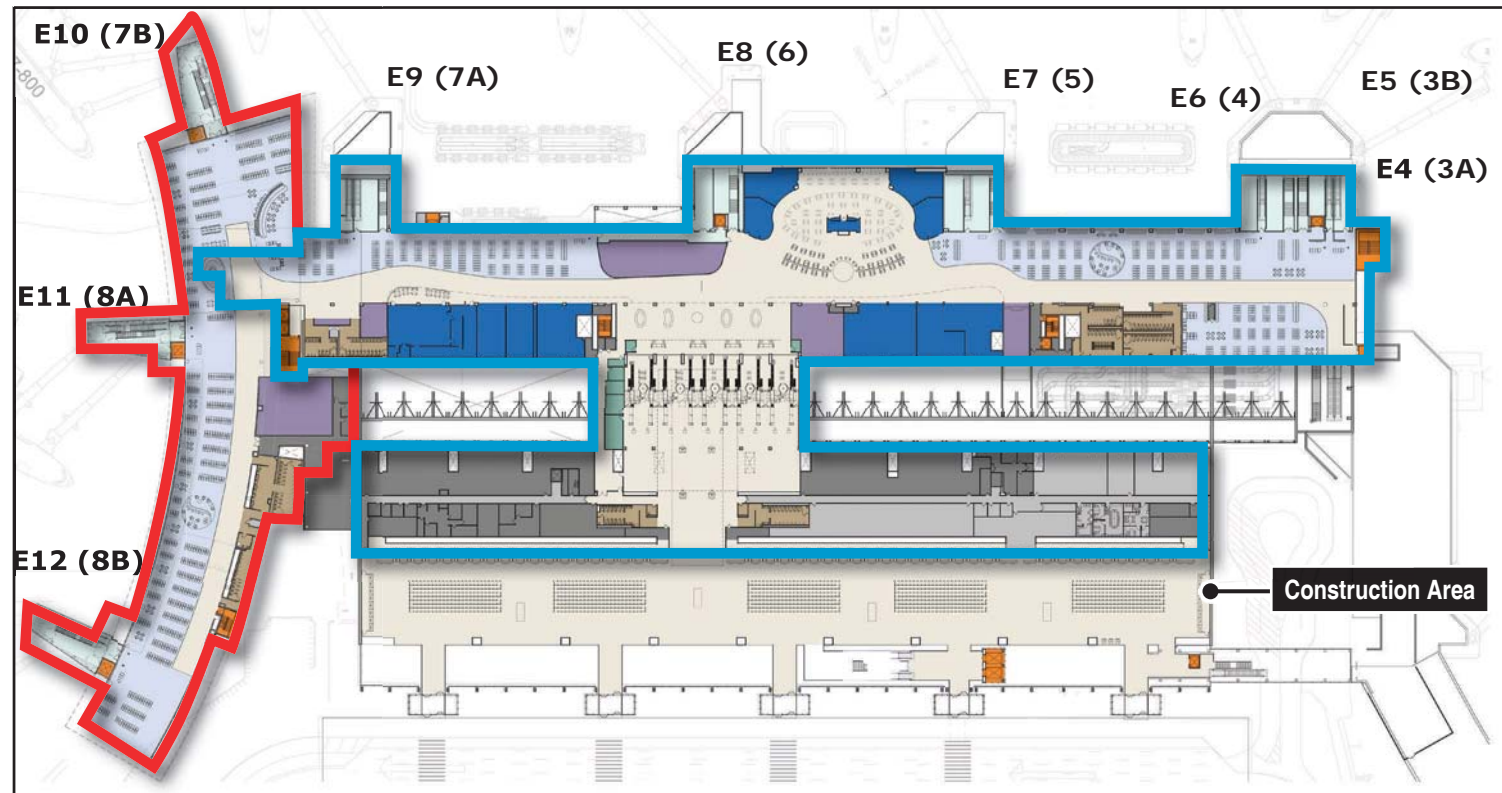 E10 (7B)
E9 (7A)
E8 (6)
E7 (5)
E6 (4)
E5 (3B)
E4 (3A)
Z-800
E11 (8A)
E12 (8B)
Construction Area